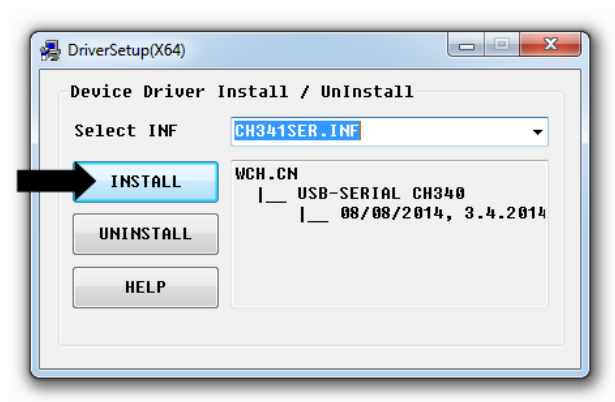 DriverSetup(X64)
Device Driver Install / UnInstall
Select INF
CH341SER.INF
INSTALL
WCH.CN
|__ USB-SERIAL CH340
|__ 08/08/2014, 3.4.2014
UNINSTALL
HELP